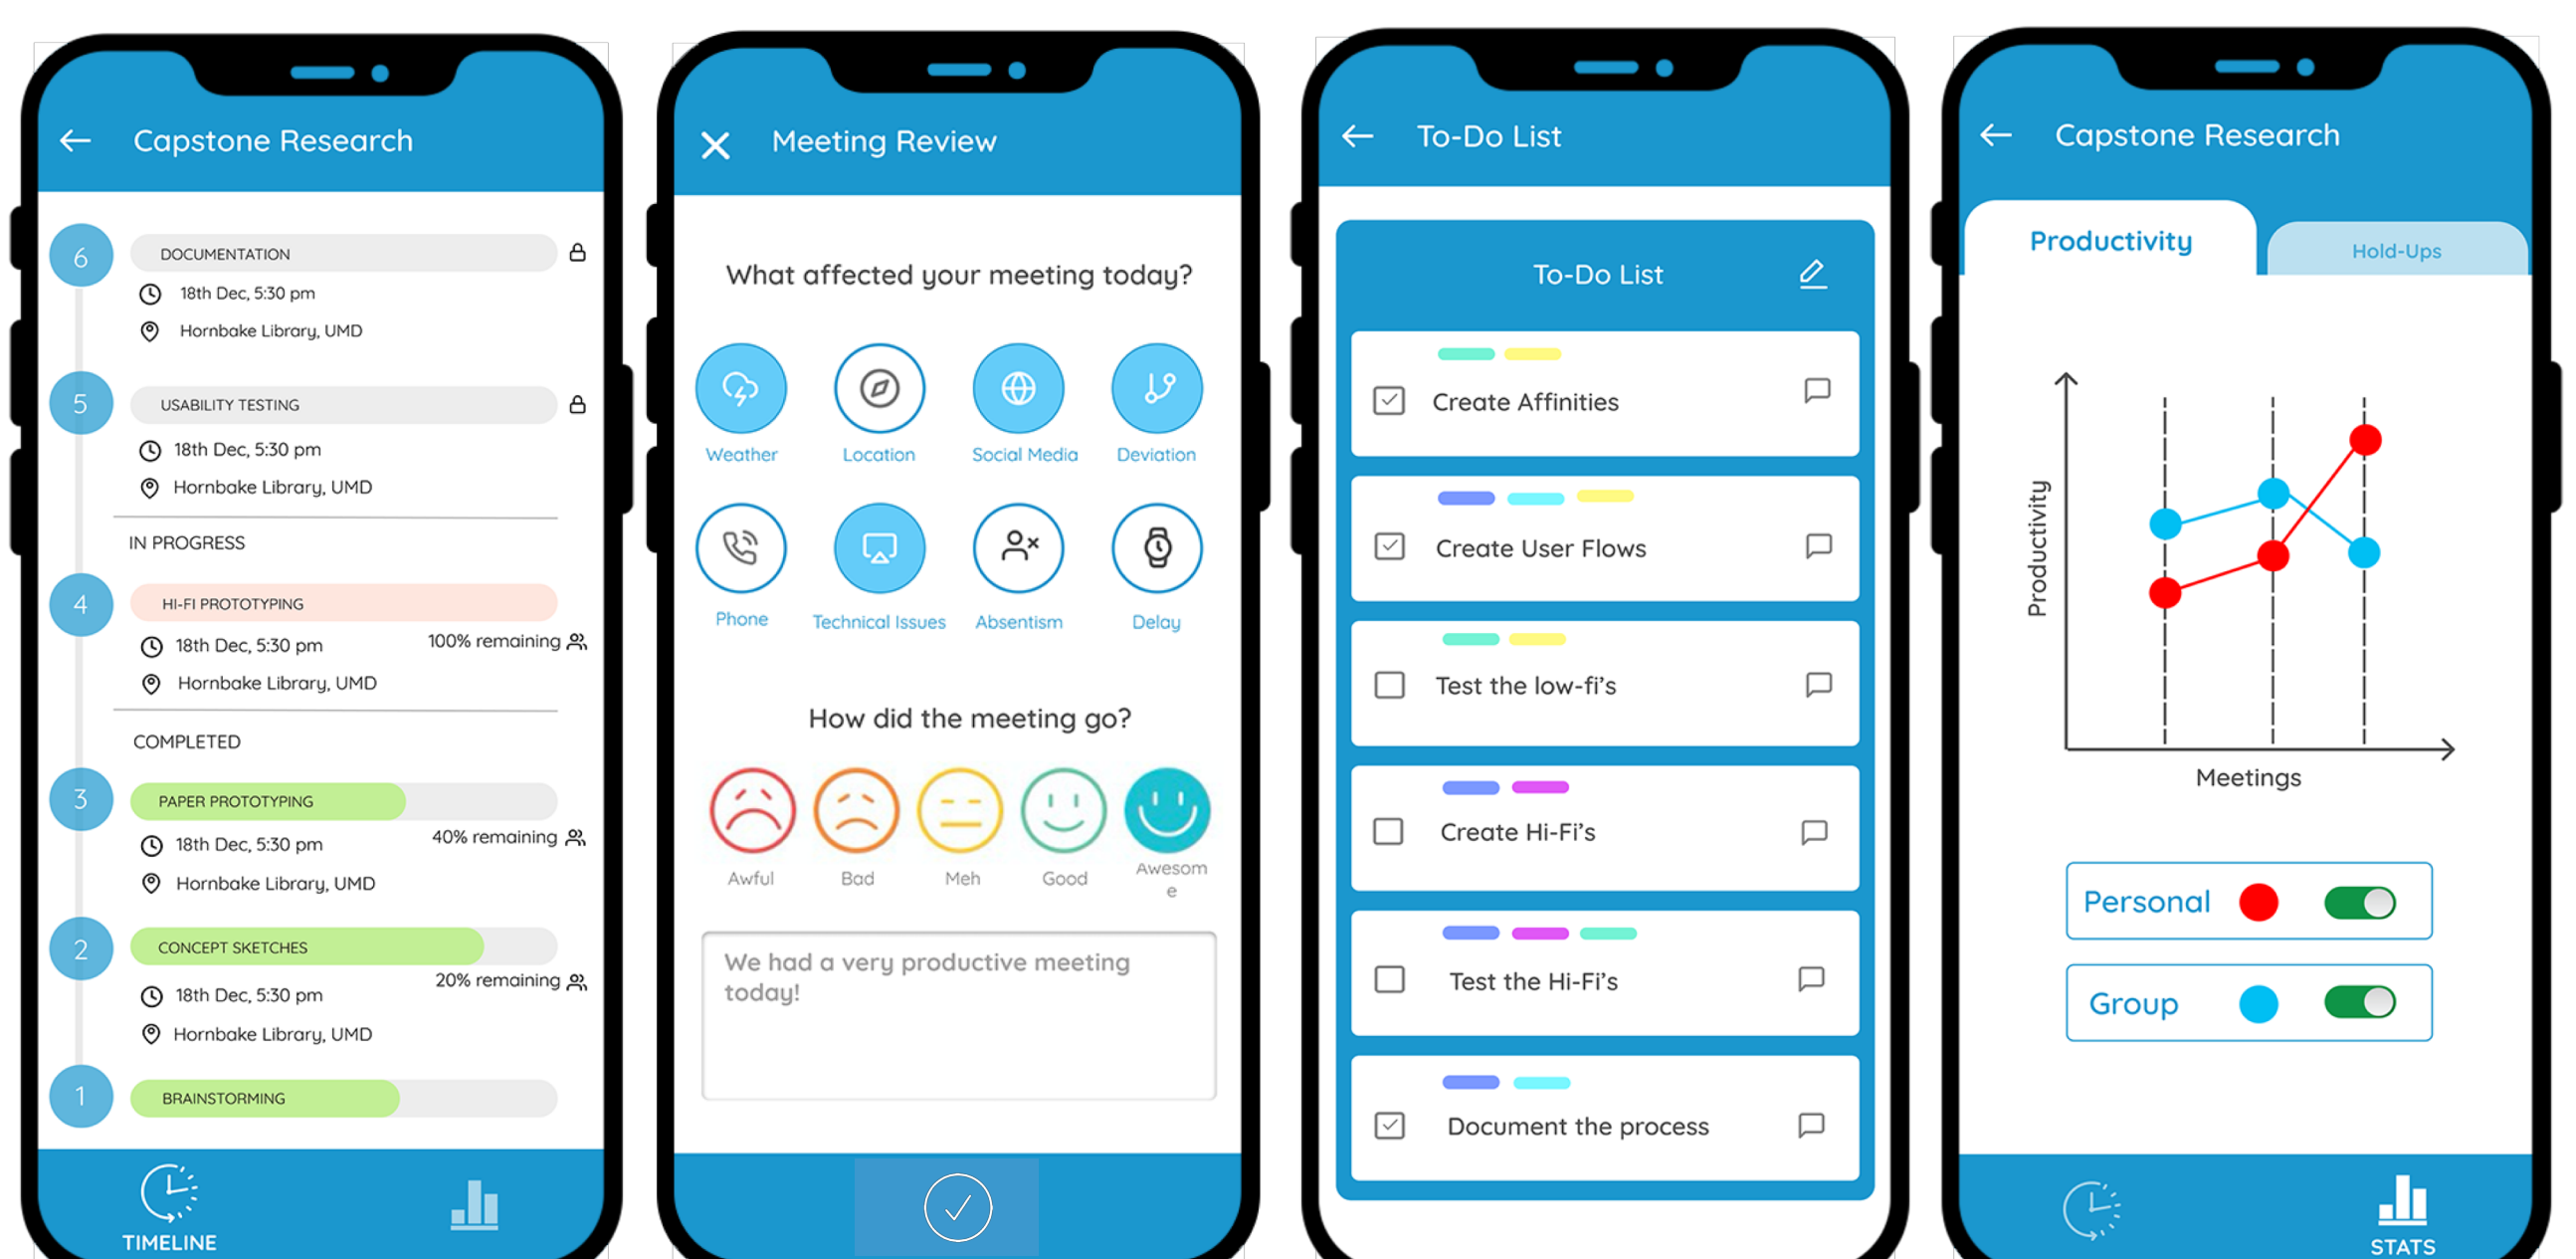 Capstone Research
6
DOCUMENTATION
18th Dec, 5:30 pm
Hornbake Library, UMD
5
USABILITY TESTING
18th Dec, 5:30 pm
Hornbake Library, UMD
IN PROGRESS
4
HI-FI PROTOTYPING
18th Dec, 5:30 pm
100% remaining
Hornbake Library, UMD
COMPLETED
3
PAPER PROTOTYPING
40% remaining
18th Dec, 5:30 pm
Hornbake Library, UMD
2
CONCEPT SKETCHES
20% remaining
18th Dec, 5:30 pm
Hornbake Library, UMD
1
BRAINSTORMING
TIMELINE
Meeting Review
What affected your meeting today?
Weather
Location
Social Media
Deviation
Phone
Technical Issues
Absentism
Delay
How did the meeting go?
Awful
Bad
Meh
Good
Awesom
e
We had a very productive meeting
today!
To-Do List
To-Do List
Create Affinities
Create User Flows
Test the low-fi's
Create Hi-Fi's
Test the Hi-Fi's
Document the process
Capstone Research
Productivity
Hold-Ups
Productivity
Meetings
Personal
Group
STATS